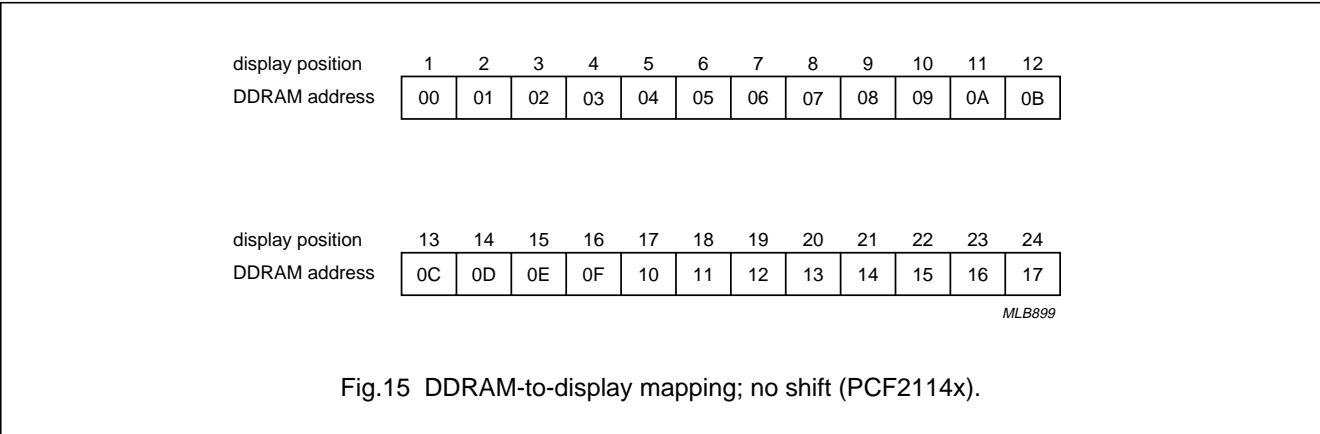 display position 1 2 3 4 5 6 7 8 9 10 11 12
DDRAM address 00 01 02 03 04 05 06 07 08 09 0A 0B
display position 13 14 15 16 17 18 19 20 21 22 23 24
DDRAM address 0C 0D 0E 0F 10 11 12 13 14 15 16 17
MLB899
Fig.15 DDRAM-to-display mapping; no shift (PCF2114x).